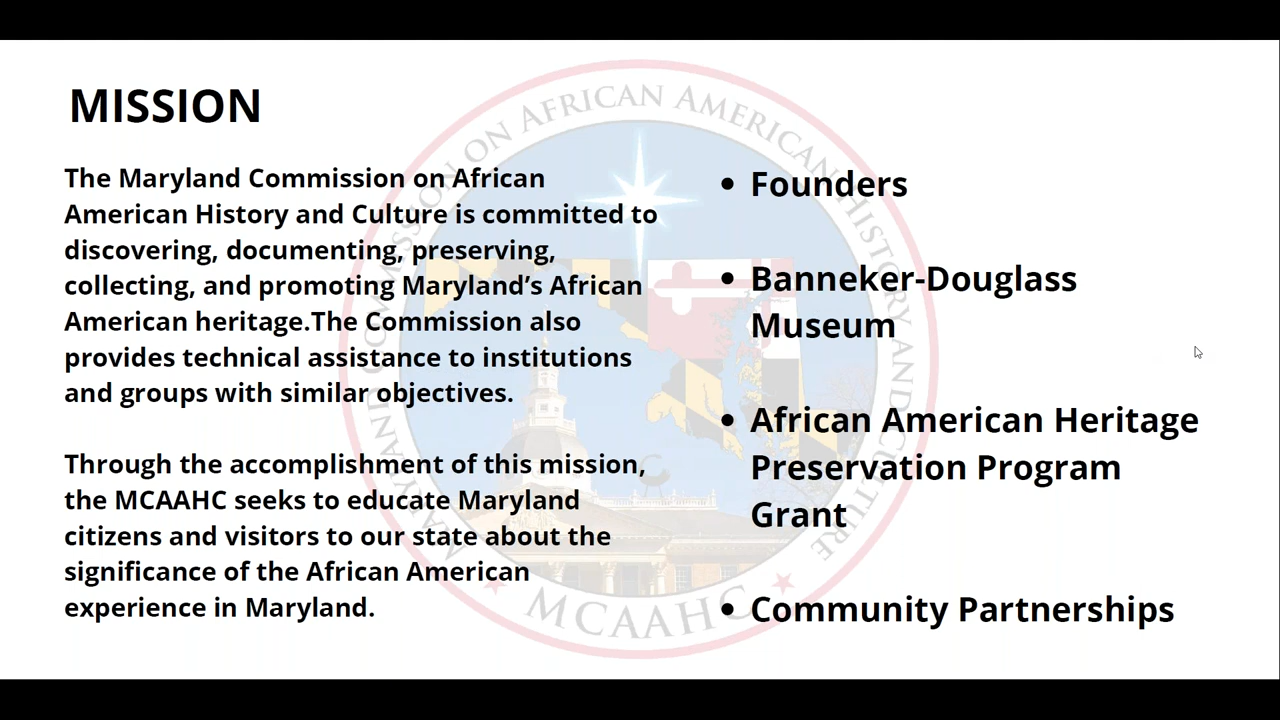 MISSION
The Maryland Commission on African
American History and Culture is committed to
discovering, documenting, preserving,
collecting, and promoting Maryland’s African
American heritage.The Commission also
provides technical assistance to institutions
and groups with similar objectives.
Through the accomplishment of this mission,
the MCAAHC seeks to educate Maryland
citizens and visitors to our state about the
significance of the African American
experience in Maryland.
• Founders
• Banneker-Douglass
Museum
• African American Heritage
Preservation Program
Grant
• Community Partnerships
MARYLAND COMMISSION ON AFRICAN AMERICAN HISTORY AND CULTURE
MCAAHC